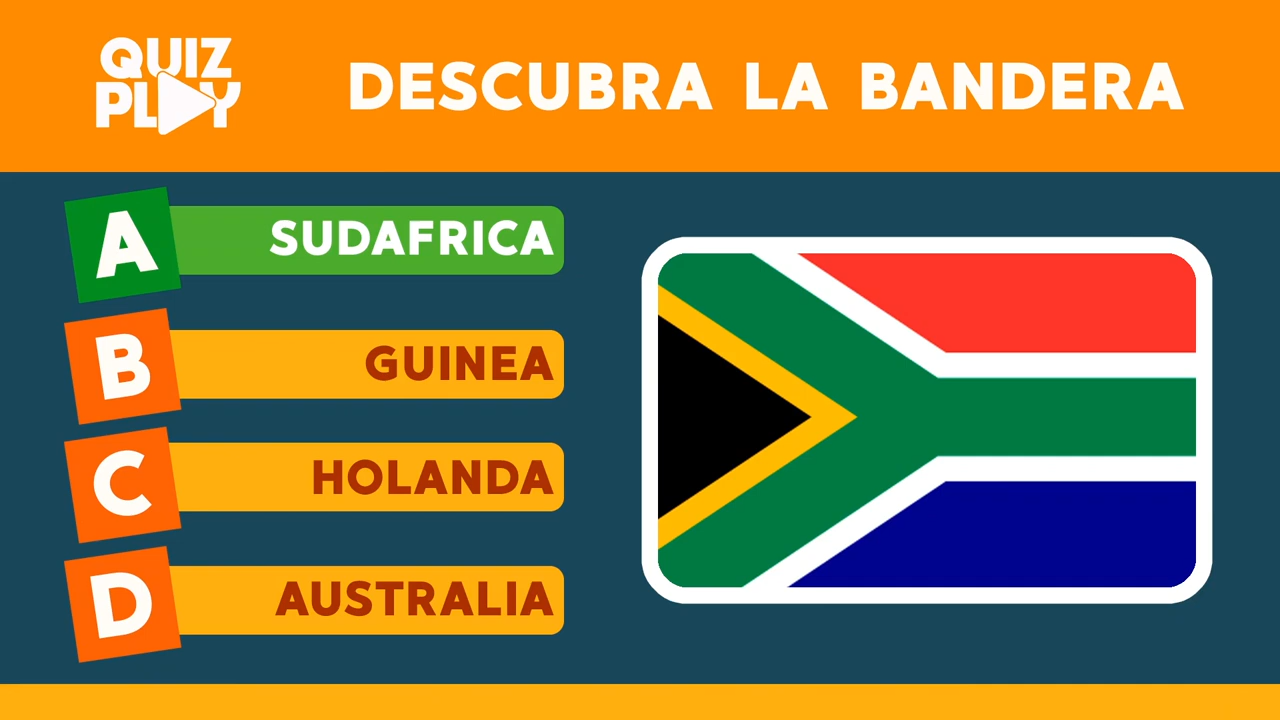 QUIZ
PLAY
DESCUBRA LA BANDERA
A
SUDAFRICA
B
GUINEA
C
HOLANDA
D
AUSTRALIA